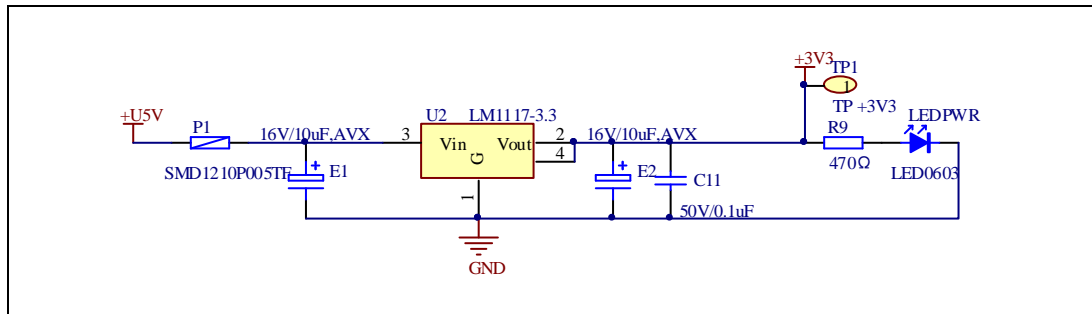 +3V3
TP1
1
TP +3V3
+U5V
P1
SMD1210P005TF
16V/10uF,AVX
E1
U2
LM1117-3.3
3
Vin
G
Vout
2
4
1
16V/10uF,AVX
E2
C11
50V/0.1uF
R9
470Ω
LEDPWR
LED0603
GND